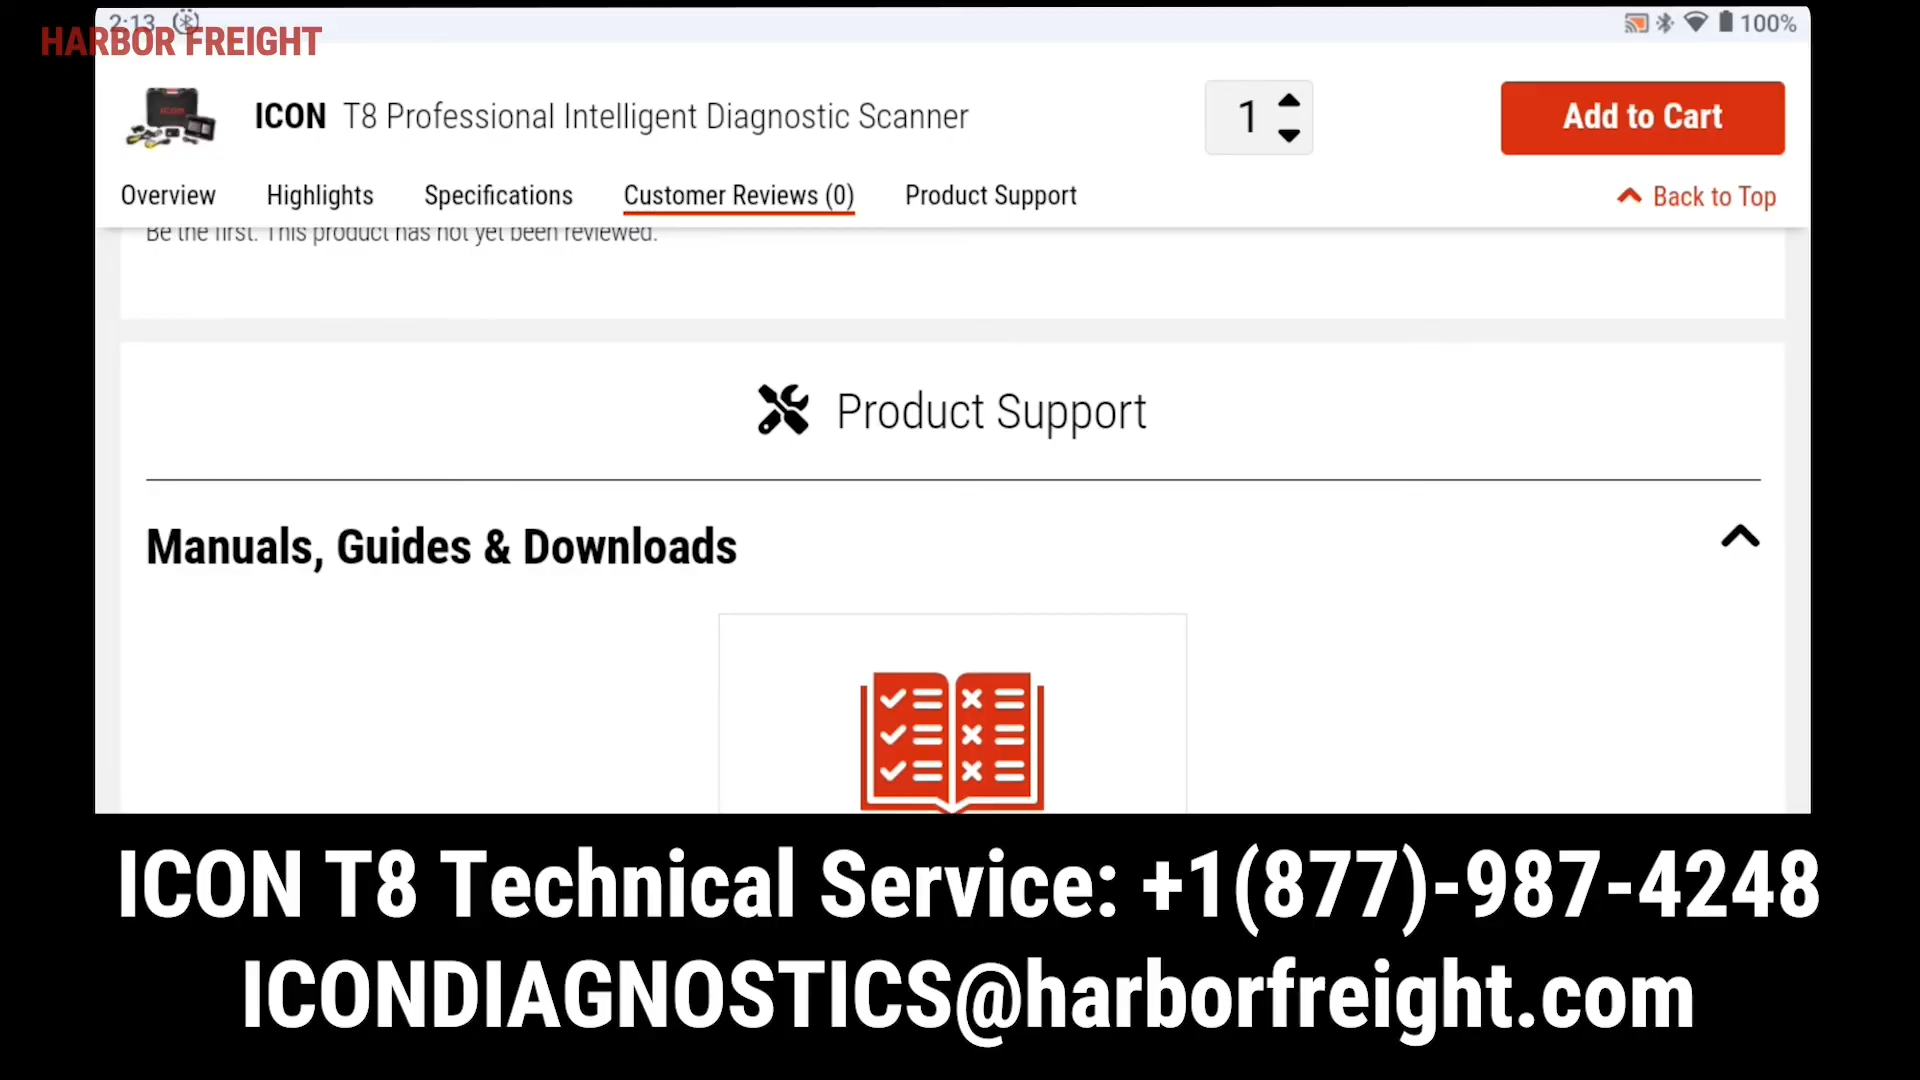 2:13
100%
HARBOR FREIGHT
ICON T8 Professional Intelligent Diagnostic Scanner
1
Add to Cart
Overview
Highlights
Specifications
Customer Reviews (0)
Product Support
Back to Top
Be the first. This product has not yet been reviewed.
Product Support
Manuals, Guides & Downloads
ICON T8 Technical Service: +1(877)-987-4248
ICONDIAGNOSTICS@harborfreight.com